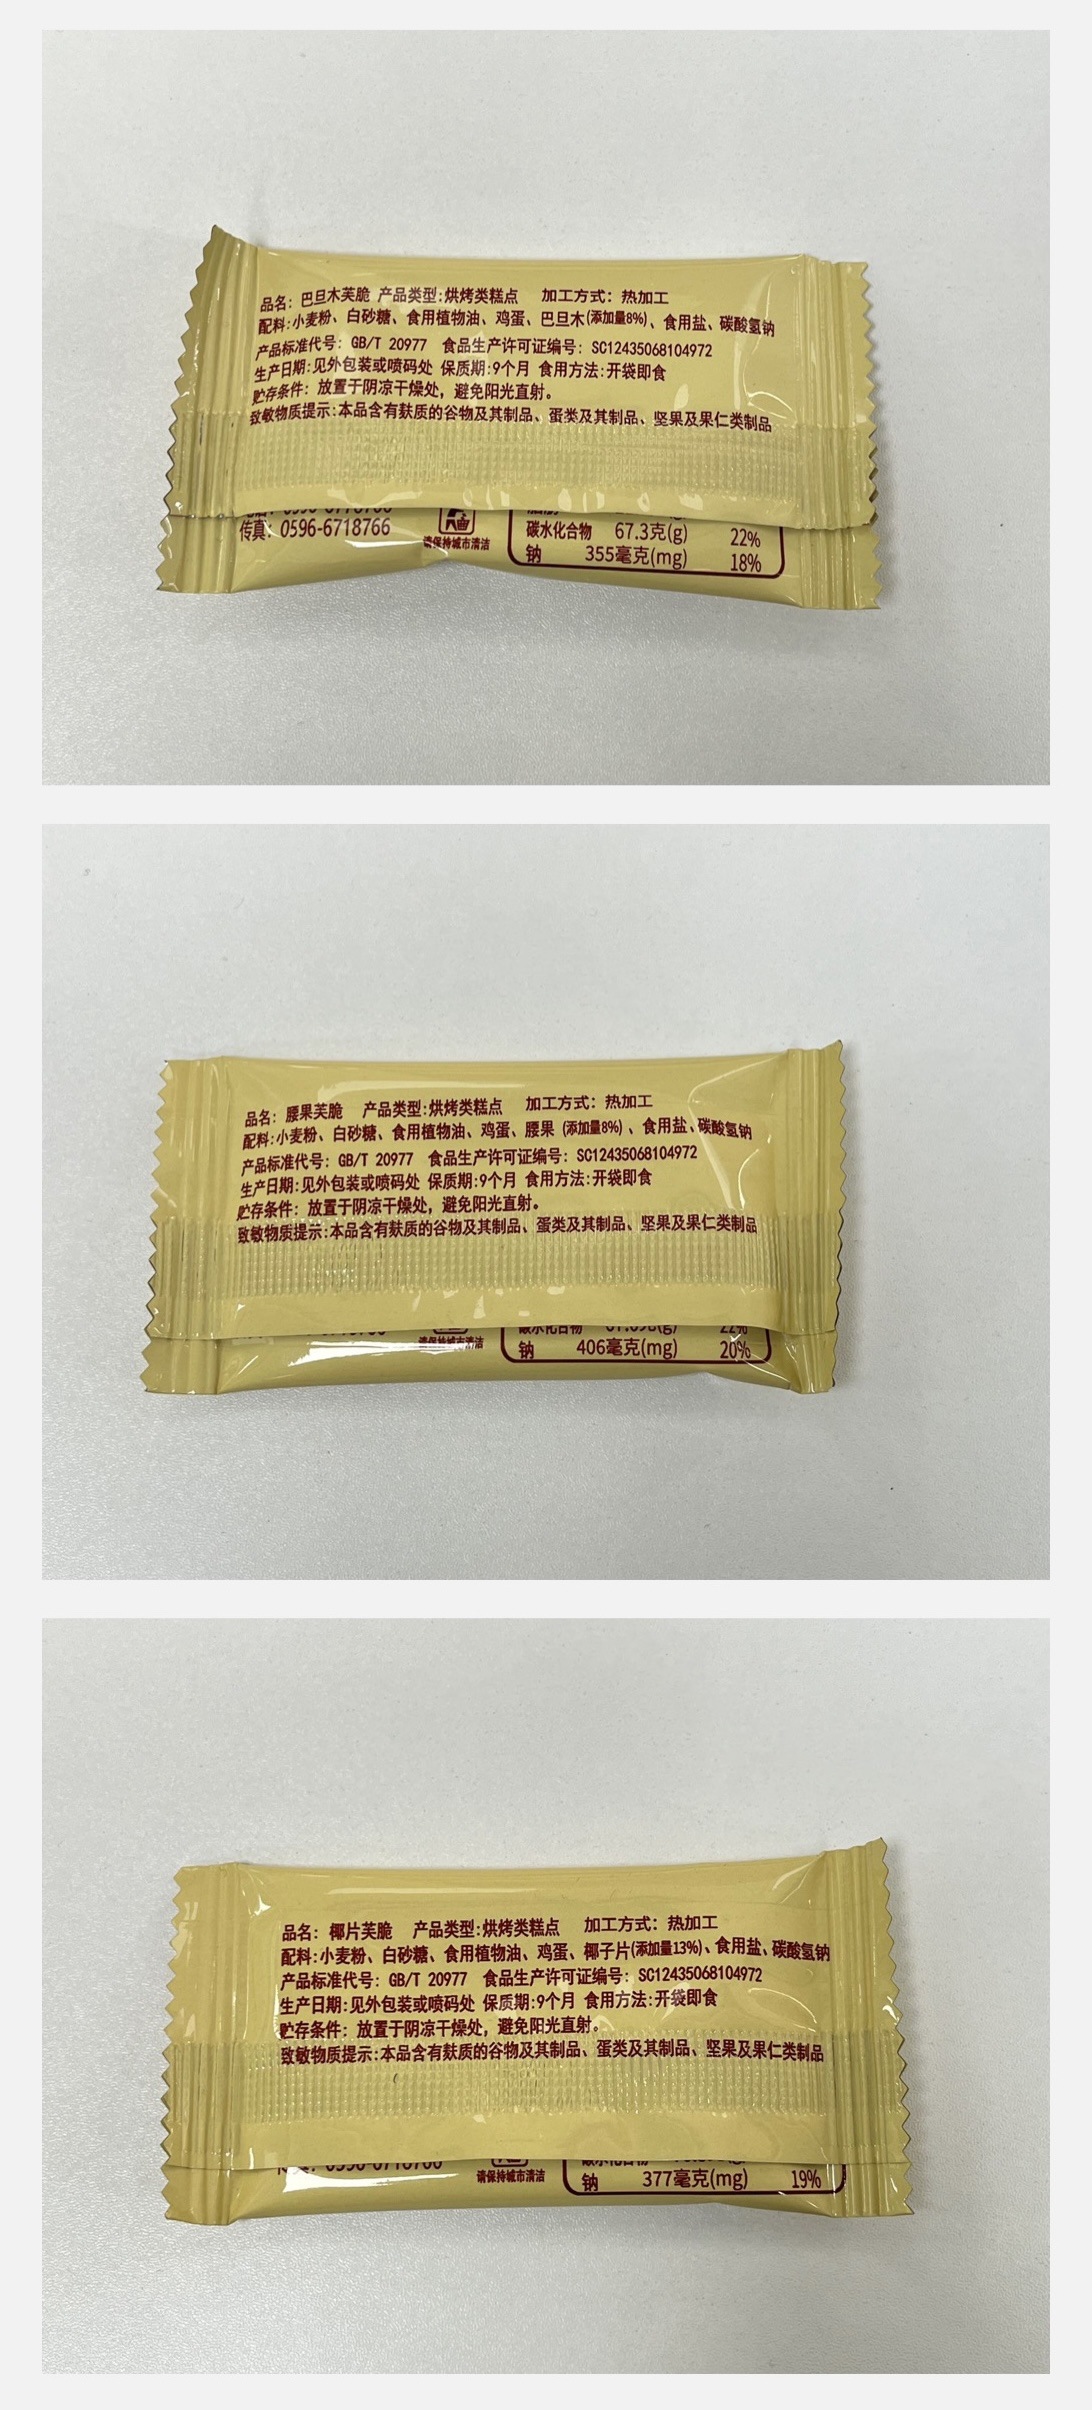 品名：巴旦木芙脆 产品类型：烘烤类糕点 加工方式：热加工
配料：小麦粉、白砂糖、食用植物油、鸡蛋、巴旦木(添加量8%)、食用盐、碳酸氢钠
产品标准代号：GB/T 20977 食品生产许可证编号：SC12435068104972
生产日期：见外包装或喷码处 保质期：9个月 食用方法：开袋即食
贮存条件：放置于阴凉干燥处，避免阳光直射。
致敏物质提示：本品含有麸质的谷物及其制品、蛋类及其制品、坚果及果仁类制品
传真：0596-6718766
请保持城市清洁
碳水化合物 67.3克(g) 22%
钠 355毫克(mg) 18%
品名：腰果芙脆 产品类型：烘烤类糕点 加工方式：热加工
配料：小麦粉、白砂糖、食用植物油、鸡蛋、腰果 (添加量8%)、食用盐、碳酸氢钠
产品标准代号：GB/T 20977 食品生产许可证编号：SC12435068104972
生产日期：见外包装或喷码处 保质期：9个月 食用方法：开袋即食
贮存条件：放置于阴凉干燥处，避免阳光直射。
致敏物质提示：本品含有麸质的谷物及其制品、蛋类及其制品、坚果及果仁类制品
请保持城市清洁
碳水化合物 22%
钠 406毫克(mg) 20%
品名：椰片芙脆 产品类型：烘烤类糕点 加工方式：热加工
配料：小麦粉、白砂糖、食用植物油、鸡蛋、椰子片(添加量13%)、食用盐、碳酸氢钠
产品标准代号：GB/T 20977 食品生产许可证编号：SC12435068104972
生产日期：见外包装或喷码处 保质期：9个月 食用方法：开袋即食
贮存条件：放置于阴凉干燥处，避免阳光直射。
致敏物质提示：本品含有麸质的谷物及其制品、蛋类及其制品、坚果及果仁类制品
请保持城市清洁
钠 377毫克(mg) 19%